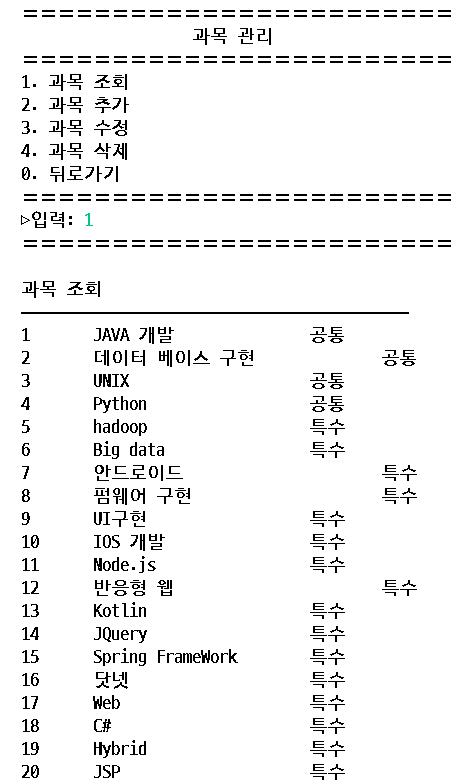 ========================
과목 관리
========================
1. 과목 조회
2. 과목 추가
3. 과목 수정
4. 과목 삭제
0. 뒤로가기
========================
▷입력: 1
========================
과목 조회
───────────────────────────
1 JAVA 개발 공통
2 데이터 베이스 구현 공통
3 UNIX 공통
4 Python 공통
5 hadoop 특수
6 Big data 특수
7 안드로이드 특수
8 펌웨어 구현 특수
9 UI구현 특수
10 IOS 개발 특수
11 Node.js 특수
12 반응형 웹 특수
13 Kotlin 특수
14 JQuery 특수
15 Spring FrameWork 특수
16 닷넷 특수
17 Web 특수
18 C# 특수
19 Hybrid 특수
20 JSP 특수